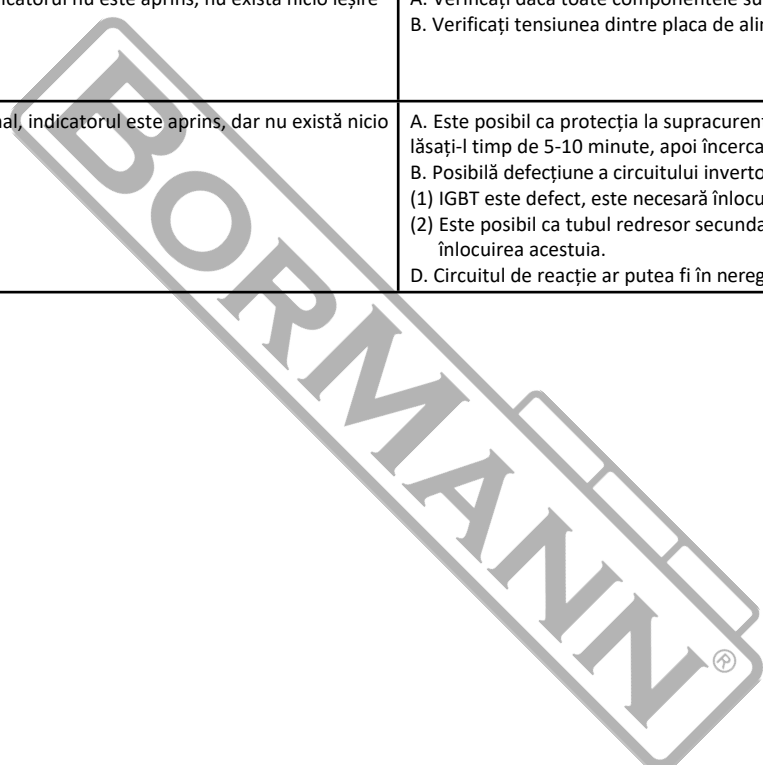 indicatorul nu este aprins, nu există nicio ieșire
A. Verificați dacă toate componentele su
B. Verificați tensiunea dintre placa de alim
nal, indicatorul este aprins, dar nu există nicio
A. Este posibil ca protecția la supracurent
lăsați-l timp de 5-10 minute, apoi încerca
B. Posibilă defecțiune a circuitului inverto
(1) IGBT este defect, este necesară înlocu
(2) Este posibil ca tubul redresor secunda
înlocuirea acestuia.
D. Circuitul de reacție ar putea fi în nereg
BORMANN®